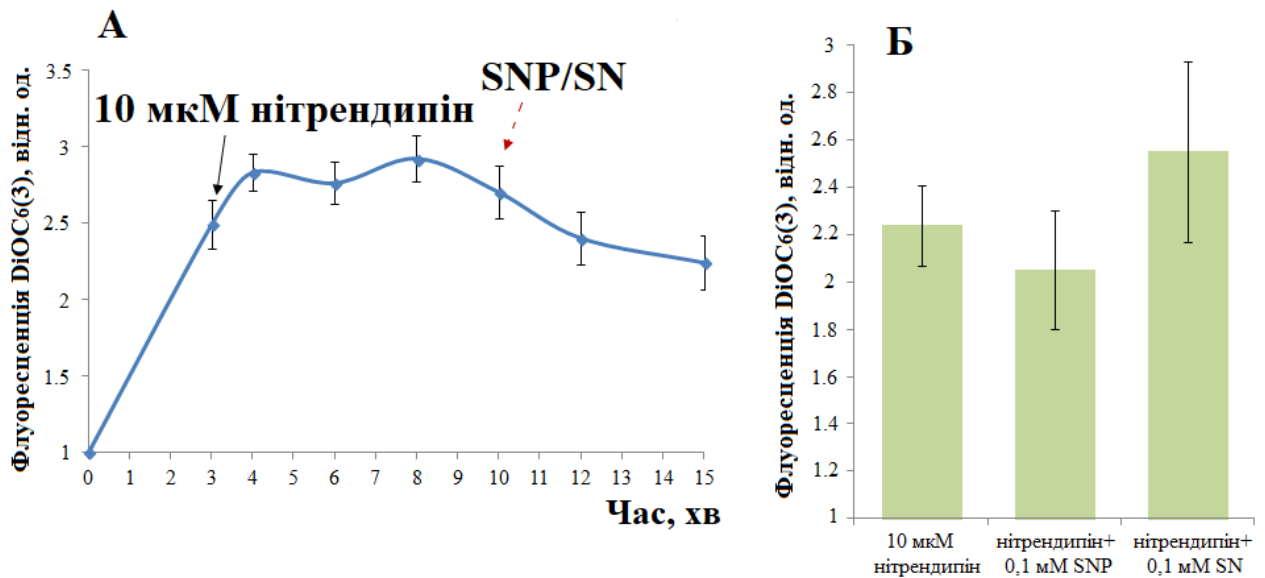 А
Флуоресценція DiOC6(3), відн. од.
3.5
3
2.5
2
1.5
1
10 мкМ нітрендипін
SNP/SN
0 1 2 3 4 5 6 7 8 9 10 11 12 13 14 15
Час, хв
Б
Флуоресценція DiOC6(3), відн. од.
3
2.8
2.6
2.4
2.2
2
1.8
1.6
1.4
1.2
1
10 мкМ
нітрендипін
нітрендипін+
0,1 мМ SNP
нітрендипін+
0,1 мМ SN